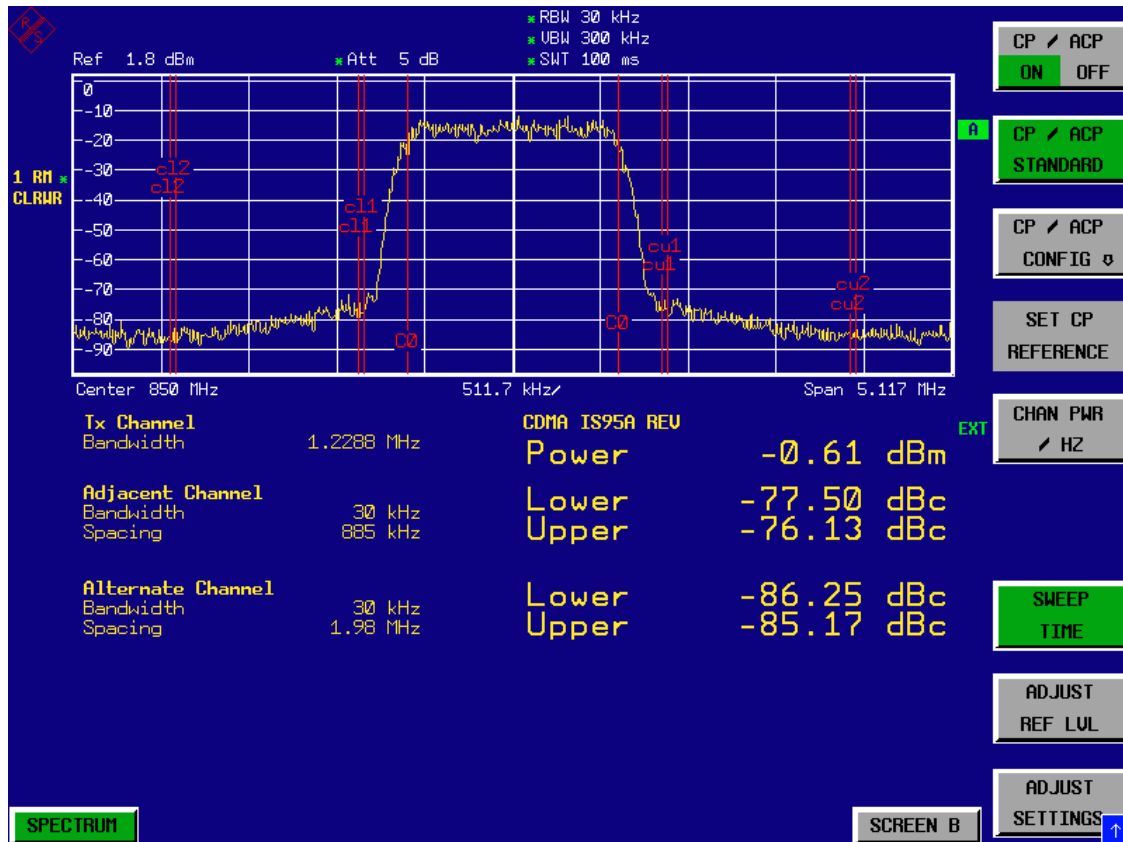 R S
*RBW 30 kHz
*VBW 300 kHz
Ref 1.8 dBm *Att 5 dB *SWT 100 ms
0
-10
-20
-30
-40
-50
-60
-70
-80
-90
A
1 RM *
CLRWR
cl2
cl2
cl1
cl1
C0
C0
cu1
cu1
cu2
cu2
Center 850 MHz 511.7 kHz/ Span 5.117 MHz
EXT
Tx Channel CDMA IS95A REV
Bandwidth 1.2288 MHz Power -0.61 dBm
Adjacent Channel Lower -77.50 dBc
Bandwidth 30 kHz
Spacing 885 kHz Upper -76.13 dBc
Alternate Channel Lower -86.25 dBc
Bandwidth 30 kHz
Spacing 1.98 MHz Upper -85.17 dBc
CP / ACP
ON OFF
CP / ACP
STANDARD
CP / ACP
CONFIG
SET CP
REFERENCE
CHAN PWR
/ HZ
SWEEP
TIME
ADJUST
REF LVL
ADJUST
SETTINGS
↑
SPECTRUM
SCREEN B